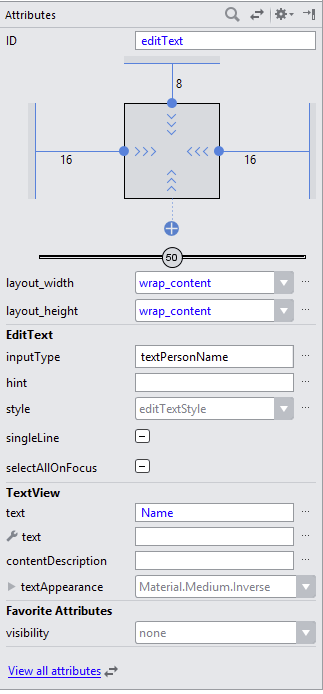 Attributes
ID editText
8
16 16
50
layout_width wrap_content ...
layout_height wrap_content ...
EditText
inputType textPersonName ...
hint ...
style editTextStyle ...
singleLine ...
selectAllOnFocus ...
TextView
text Name ...
text ...
contentDescription ...
textAppearance Material.Medium.Inverse
Favorite Attributes
visibility none ...
View all attributes